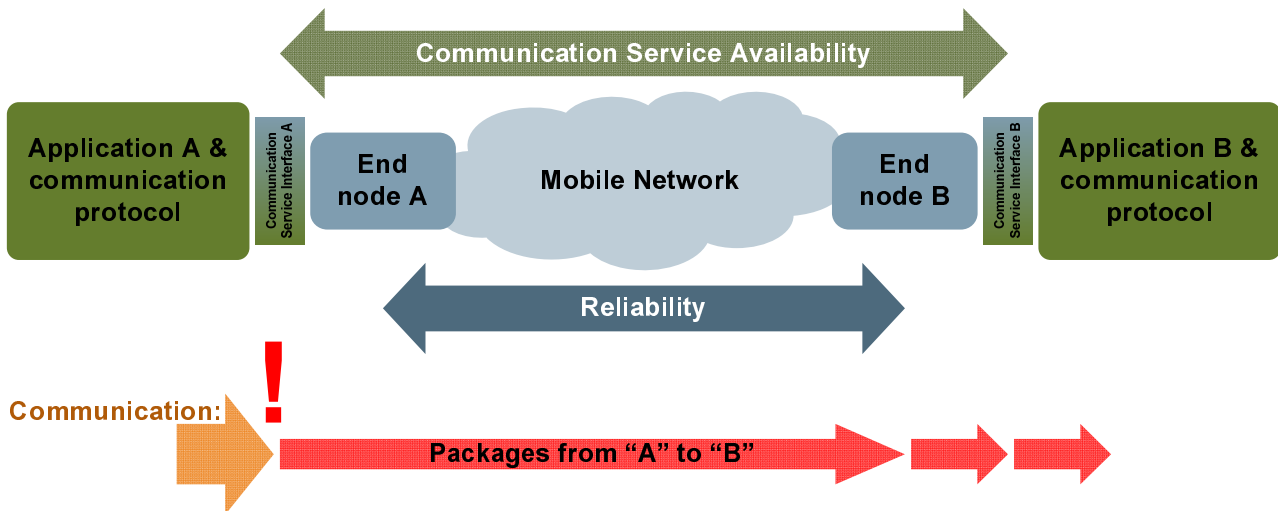 Communication Service Availability
Application A &
communication
protocol
Communication
Service Interface A
End
node A
Mobile Network
End
node B
Communication
Service Interface B
Application B &
communication
protocol
Reliability
!
Communication:
Packages from “A” to “B”